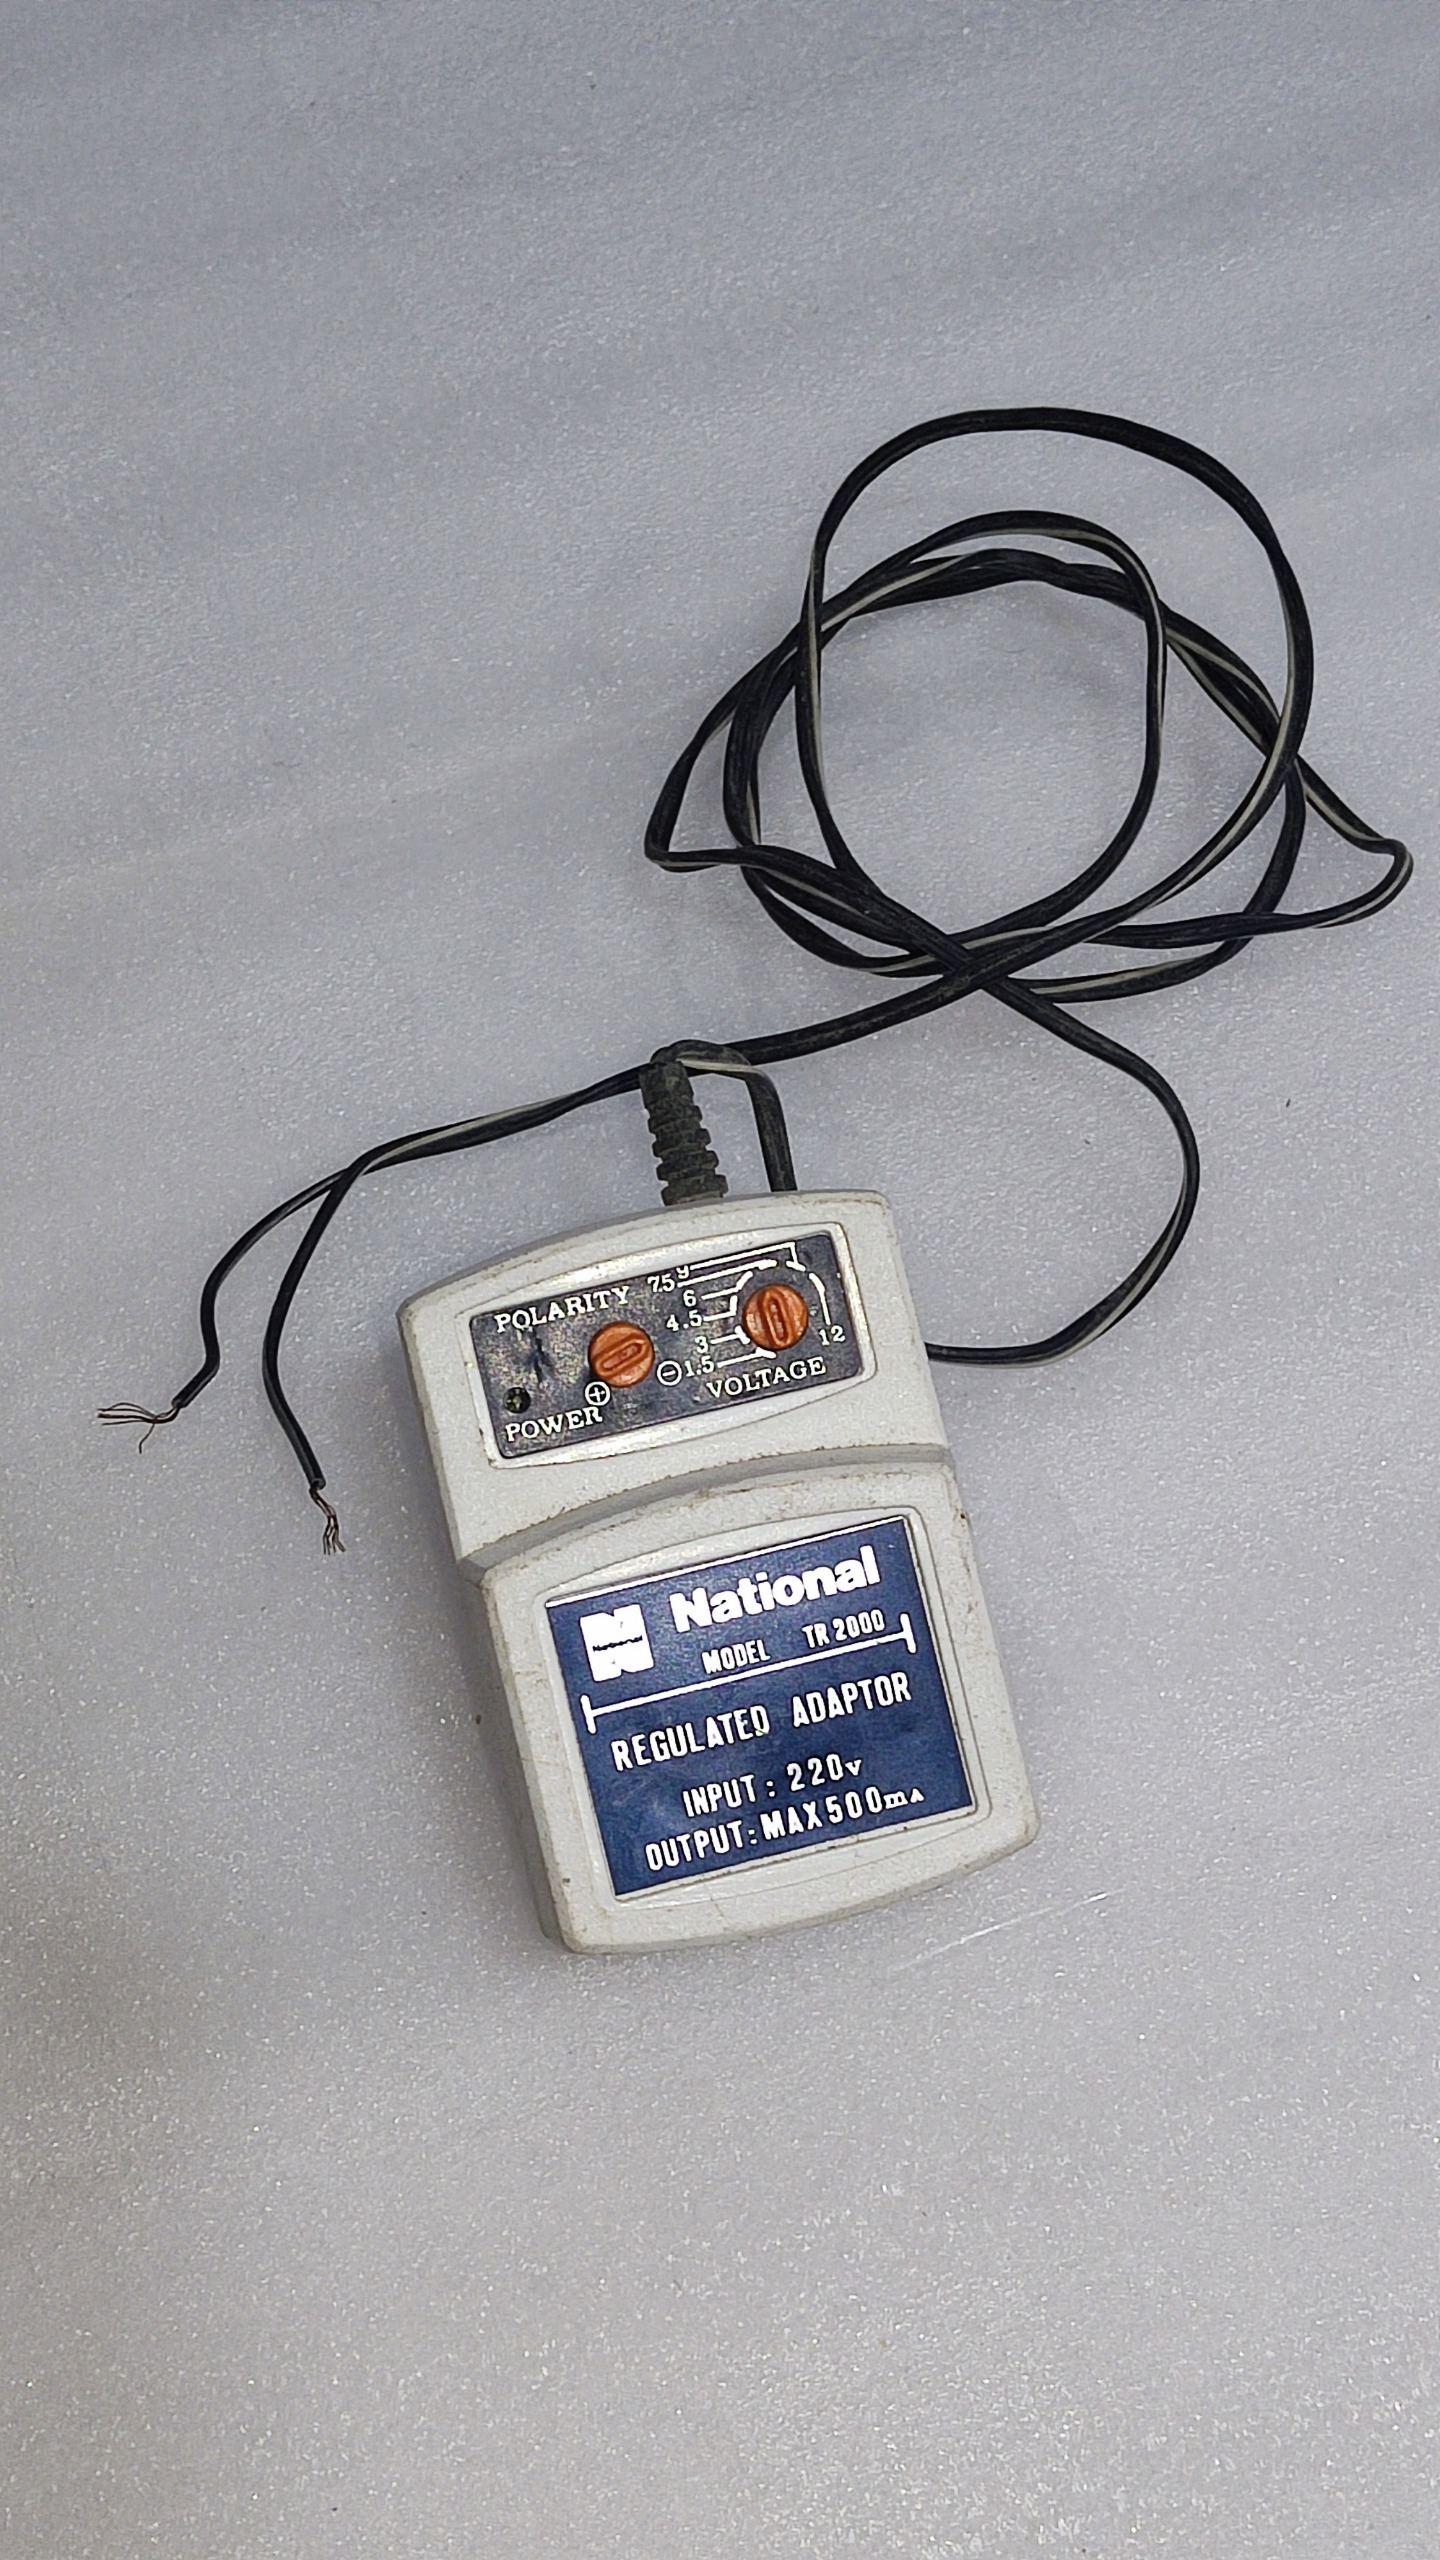 POLARITY
9
7.5
6
4.5
3
⊖ 1.5
12
⊕
VOLTAGE
POWER
National
MODEL TR 2000
REGULATED ADAPTOR
INPUT : 220v
OUTPUT : MAX 500mA